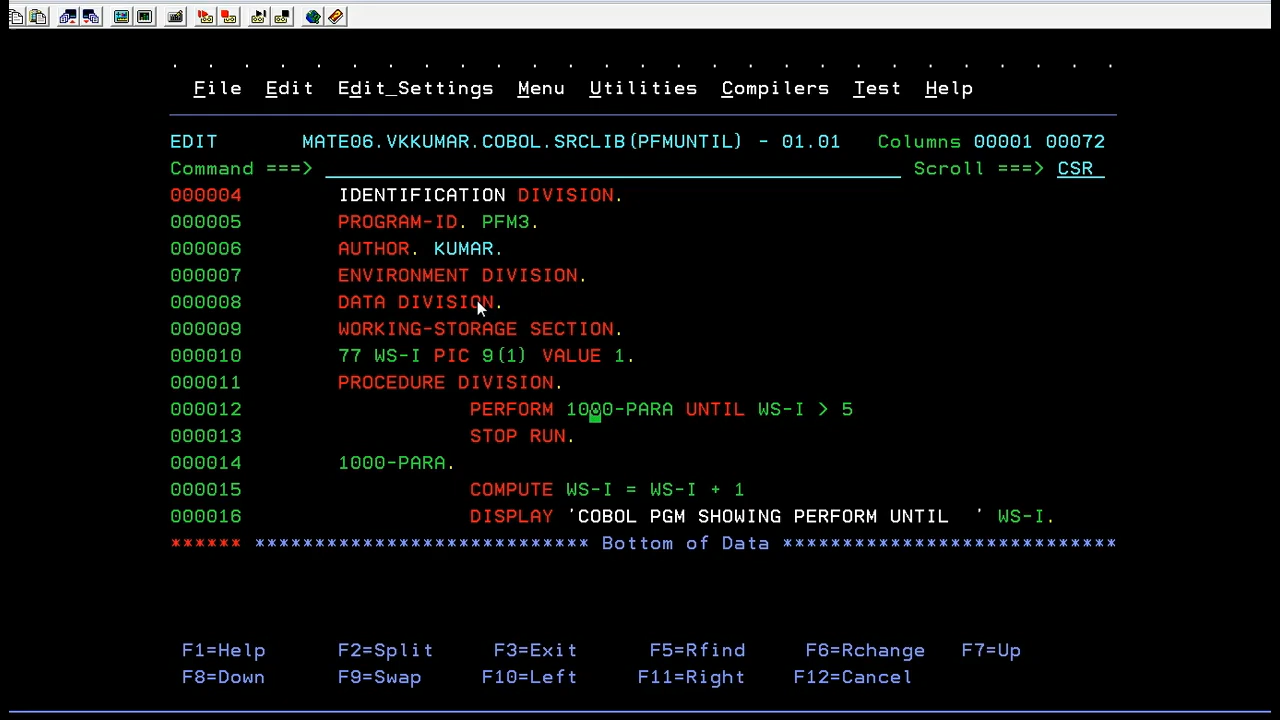 File Edit Edit_Settings Menu Utilities Compilers Test Help
EDIT MATE06.VKKUMAR.COBOL.SRCLIB(PFMUNTIL) - 01.01 Columns 00001 00072
Command ===> Scroll ===> CSR
000004 IDENTIFICATION DIVISION.
000005 PROGRAM-ID. PFM3.
000006 AUTHOR. KUMAR.
000007 ENVIRONMENT DIVISION.
000008 DATA DIVISION.
000009 WORKING-STORAGE SECTION.
000010 77 WS-I PIC 9(1) VALUE 1.
000011 PROCEDURE DIVISION.
000012 PERFORM 1000-PARA UNTIL WS-I > 5
000013 STOP RUN.
000014 1000-PARA.
000015 COMPUTE WS-I = WS-I + 1
000016 DISPLAY 'COBOL PGM SHOWING PERFORM UNTIL ' WS-I.
****** **************************** Bottom of Data ****************************
F1=Help F2=Split F3=Exit F5=Rfind F6=Rchange F7=Up
F8=Down F9=Swap F10=Left F11=Right F12=Cancel